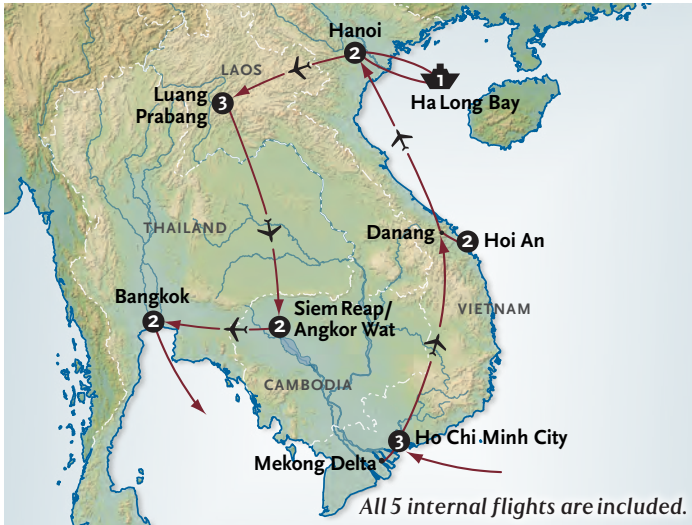 Hanoi
2
LAOS
1
Ha Long Bay
Luang
Prabang
3
THAILAND
Danang
2
Hoi An
Bangkok
2
Siem Reap/
Angkor Wat
2
VIETNAM
CAMBODIA
3
Ho Chi Minh City
Mekong Delta
All 5 internal flights are included.